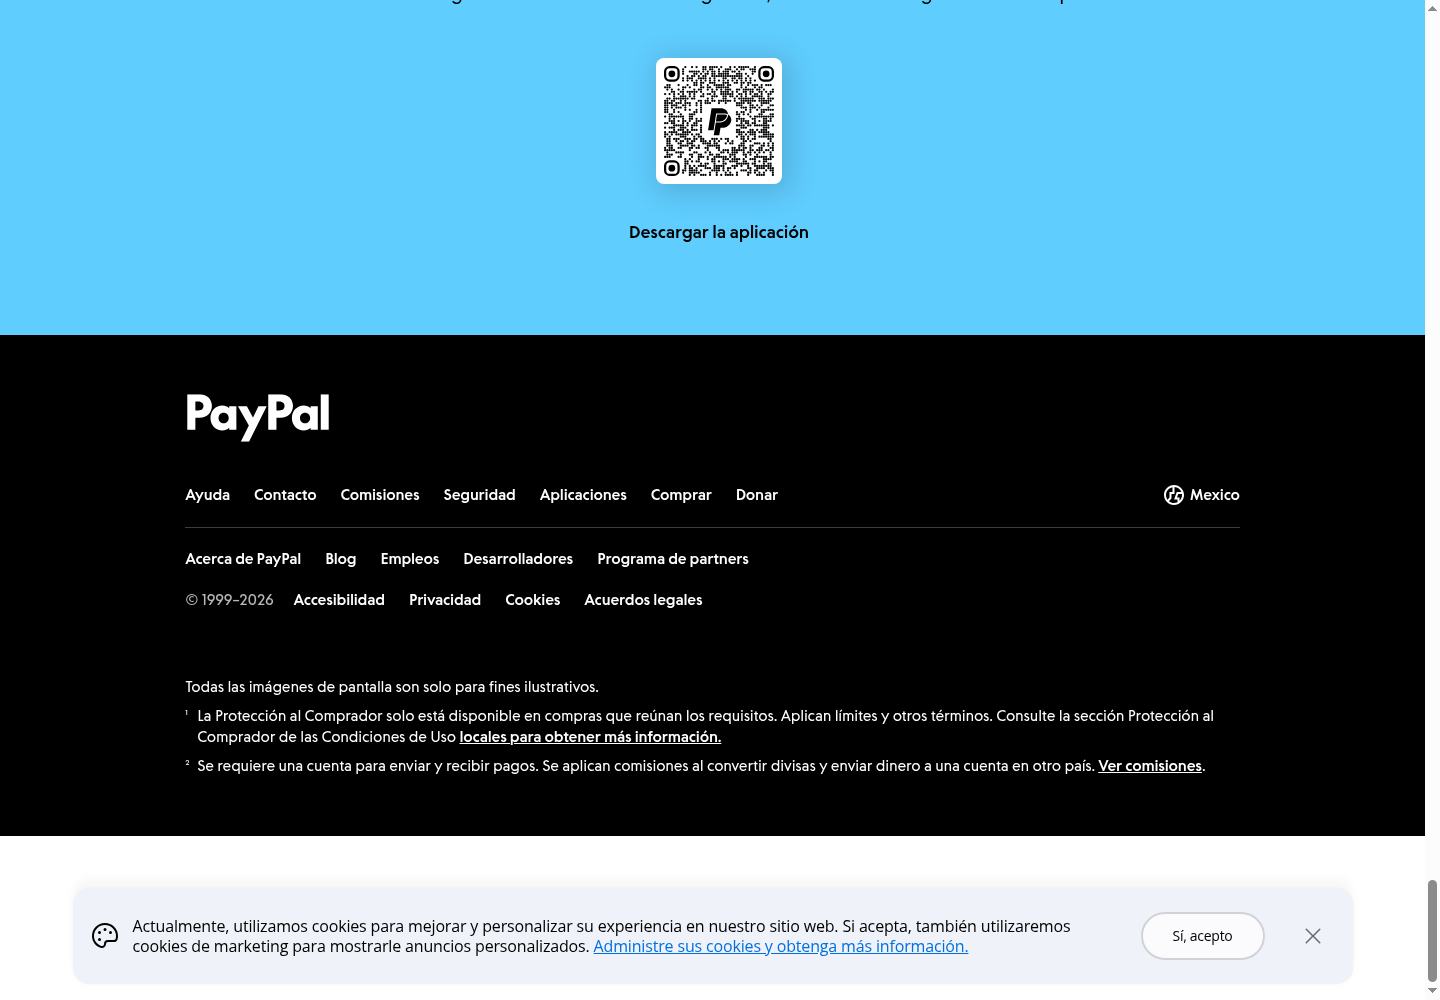 Descargar la aplicación
PayPal
Ayuda Contacto Comisiones Seguridad Aplicaciones Comprar Donar Mexico
Acerca de PayPal Blog Empleos Desarrolladores Programa de partners
© 1999–2026 Accesibilidad Privacidad Cookies Acuerdos legales
Todas las imágenes de pantalla son solo para fines ilustrativos.
¹ La Protección al Comprador solo está disponible en compras que reúnan los requisitos. Aplican límites y otros términos. Consulte la sección Protección al
Comprador de las Condiciones de Uso locales para obtener más información.
² Se requiere una cuenta para enviar y recibir pagos. Se aplican comisiones al convertir divisas y enviar dinero a una cuenta en otro país. Ver comisiones.
Actualmente, utilizamos cookies para mejorar y personalizar su experiencia en nuestro sitio web. Si acepta, también utilizaremos
cookies de marketing para mostrarle anuncios personalizados. Administre sus cookies y obtenga más información.
Sí, acepto